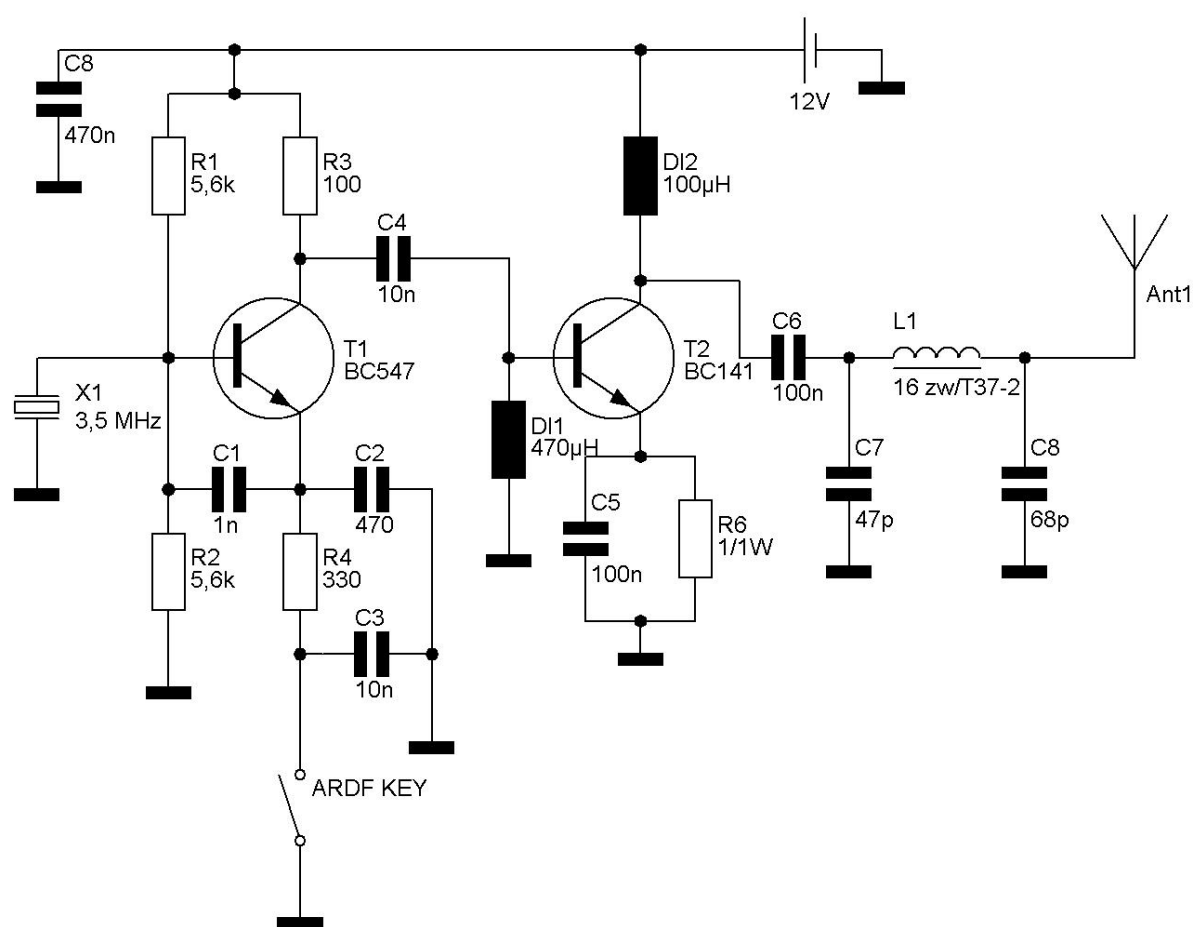 C8
470n
12V
R1
5,6k
R3
100
DI2
100µH
C4
10n
Ant1
T1
BC547
T2
BC141
C6
100n
L1
16 zw/T37-2
X1
3,5 MHz
DI1
470µH
C1
1n
C2
470
C5
100n
R6
1/1W
C7
47p
C8
68p
R2
5,6k
R4
330
C3
10n
ARDF KEY